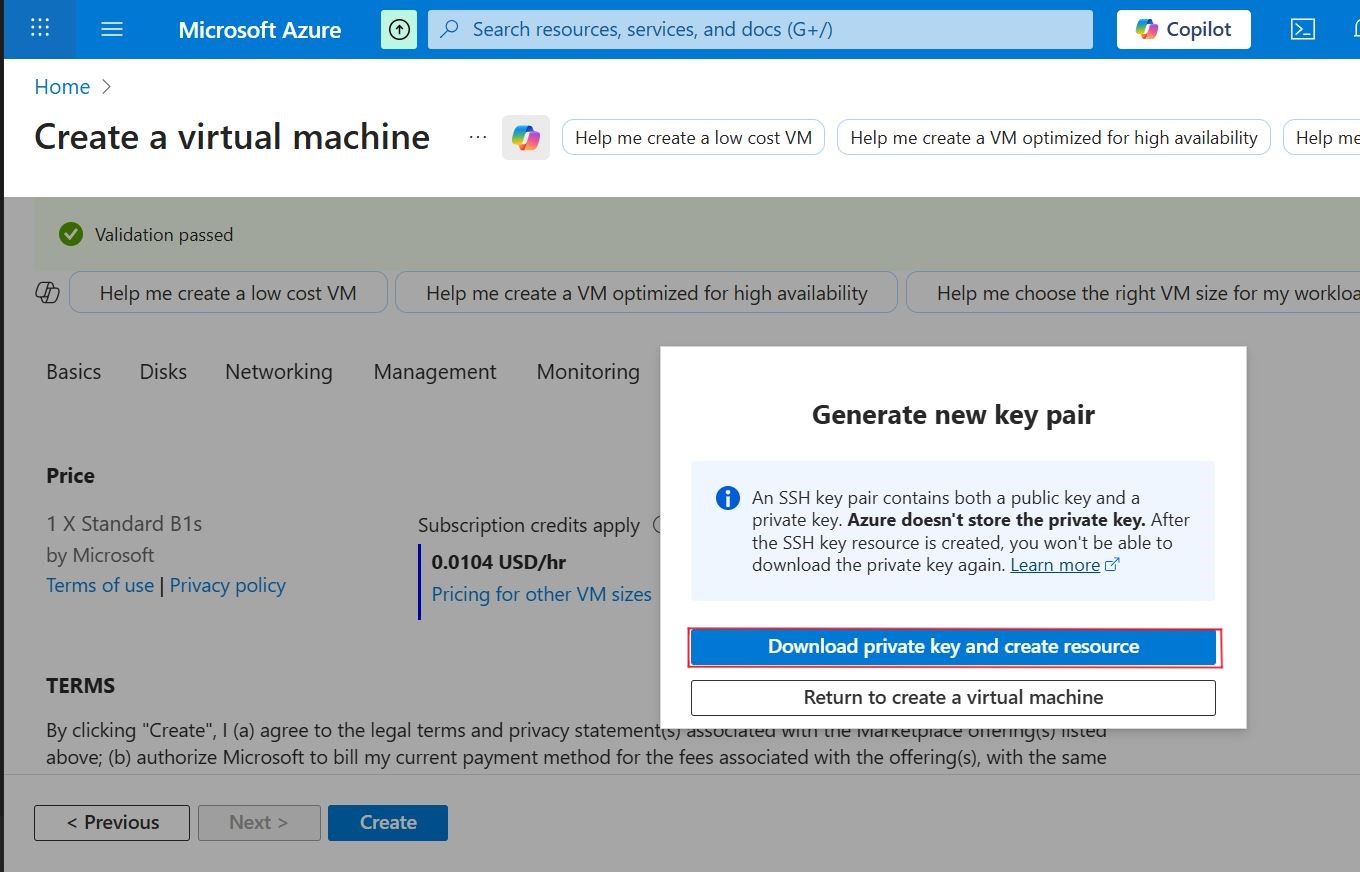 Microsoft Azure
Search resources, services, and docs (G+/)
Copilot
Home >
Create a virtual machine
...
Help me create a low cost VM
Help me create a VM optimized for high availability
Help me
Validation passed
Help me create a low cost VM
Help me create a VM optimized for high availability
Help me choose the right VM size for my workloa
Basics
Disks
Networking
Management
Monitoring
Price
1 X Standard B1s
by Microsoft
Terms of use | Privacy policy
Subscription credits apply
0.0104 USD/hr
Pricing for other VM sizes
Generate new key pair
An SSH key pair contains both a public key and a
private key. Azure doesn't store the private key. After
the SSH key resource is created, you won't be able to
download the private key again. Learn more
Download private key and create resource
Return to create a virtual machine
TERMS
By clicking "Create", I (a) agree to the legal terms and privacy statement(s) associated with the Marketplace offering(s) listed
above; (b) authorize Microsoft to bill my current payment method for the fees associated with the offering(s), with the same
< Previous
Next >
Create